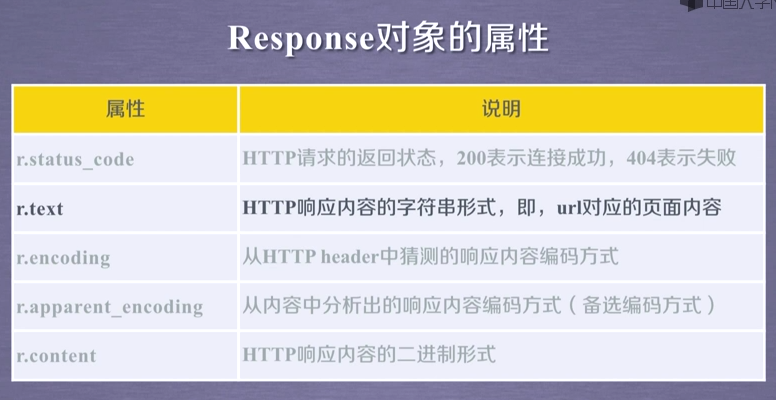 中国大学
Response对象的属性
属性 说明
r.status_code HTTP请求的返回状态，200表示连接成功，404表示失败
r.text HTTP响应内容的字符串形式，即，url对应的页面内容
r.encoding 从HTTP header中猜测的响应内容编码方式
r.apparent_encoding 从内容中分析出的响应内容编码方式（备选编码方式）
r.content HTTP响应内容的二进制形式